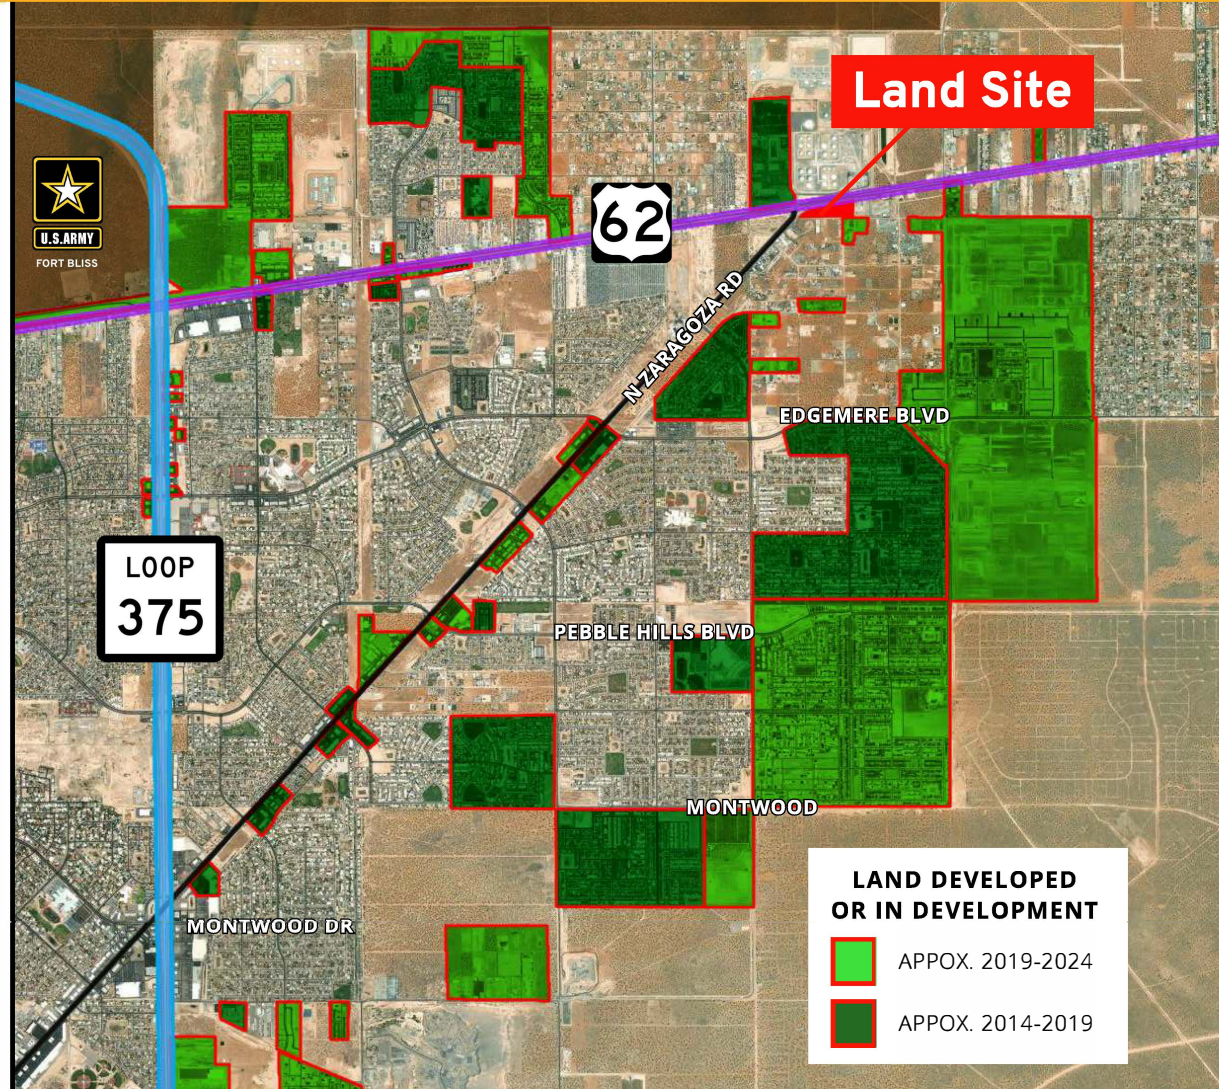 Land Site
62
U.S.ARMY
FORT BLISS
N ZARAGOZA RD
EDGEMERE BLVD
LOOP
375
PEBBLE HILLS BLVD
MONTWOOD
MONTWOOD DR
LAND DEVELOPED
OR IN DEVELOPMENT
APPOX. 2019-2024
APPOX. 2014-2019